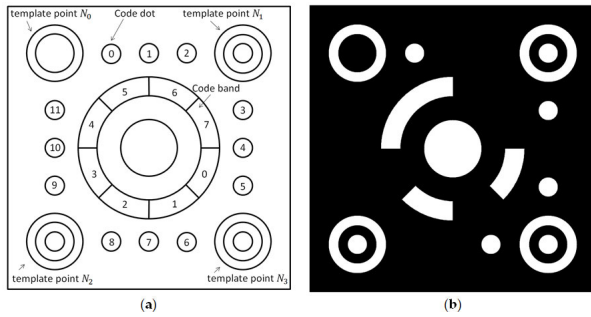 template point N₀
Code dot
template point N₁
0
1
2
5
6
Code band
11
4
7
3
10
4
3
0
9
5
2
1
8
7
6
template point N₂
template point N₃
(a)
(b)